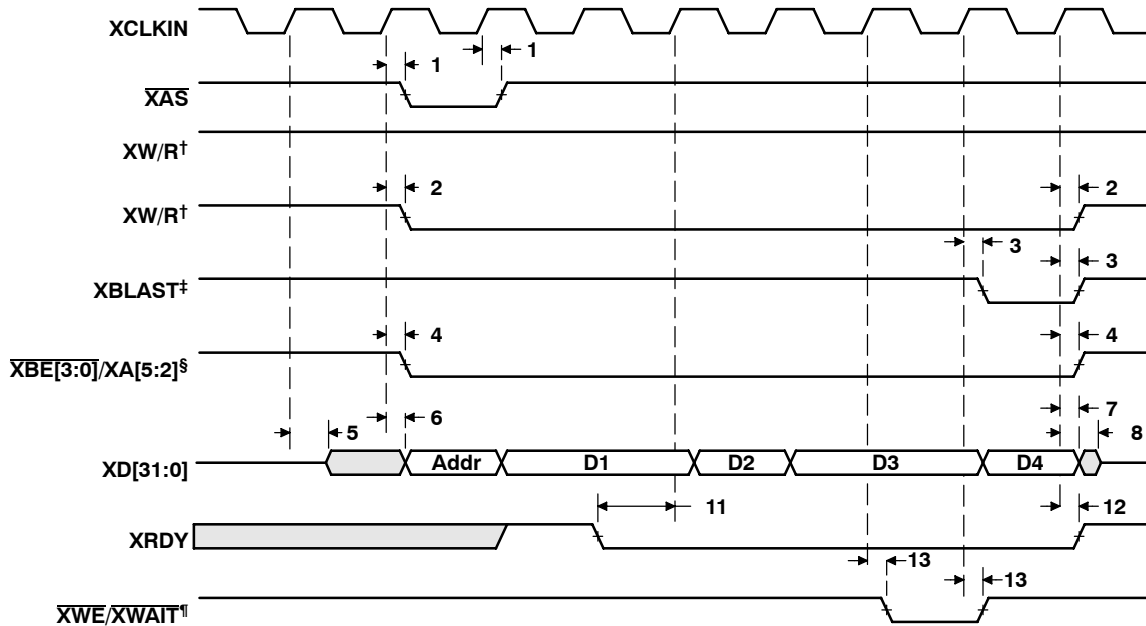 XCLKIN
1
1
XAS
XW/R†
2
2
XW/R†
3
3
XBLAST‡
4
4
XBE[3:0]/XA[5:2]§
6
7
5
8
XD[31:0]
Addr
D1
D2
D3
D4
11
12
XRDY
13
13
XWE/XWAIT¶